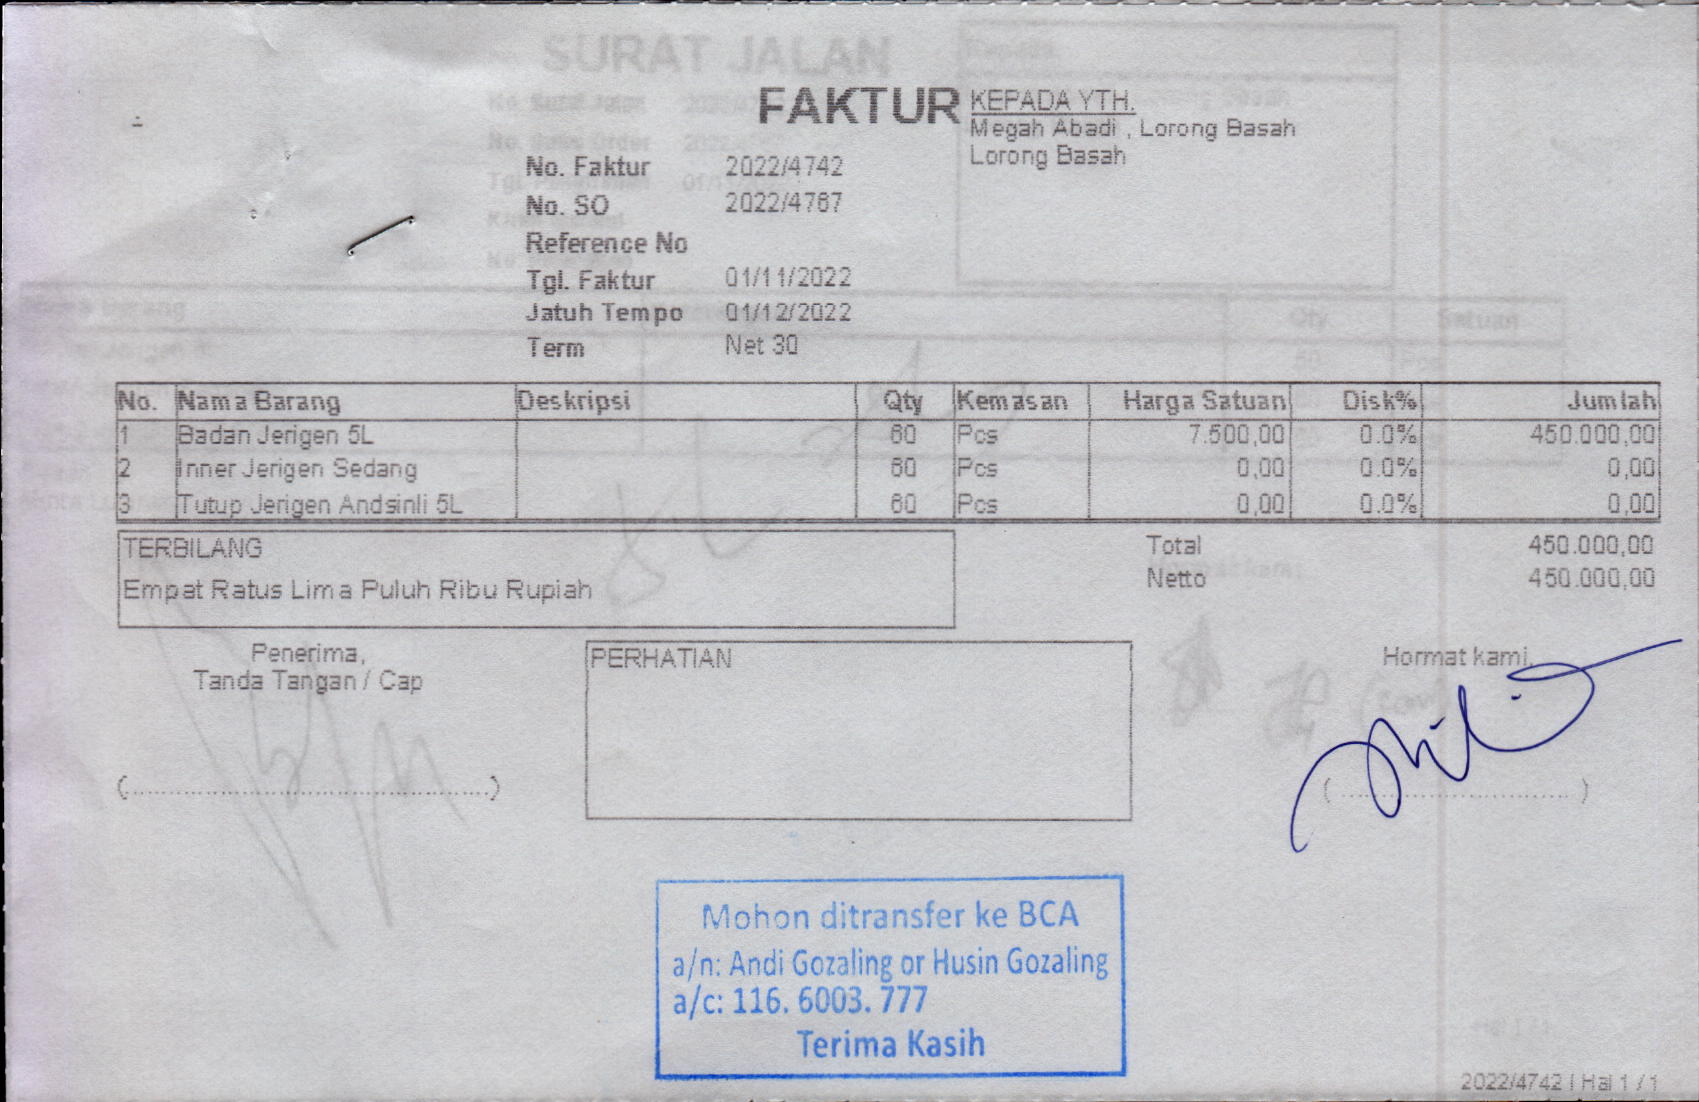 FAKTUR
KEPADA YTH.
Megah Abadi , Lorong Basah
Lorong Basah
No. Faktur 2022/4742
No. SO 2022/4767
Reference No
Tgl. Faktur 01/11/2022
Jatuh Tempo 01/12/2022
Term Net 30
No. Nama Barang Deskripsi Qty Kemasan Harga Satuan Disk% Jumlah
1 Badan Jerigen 5L 60 Pcs 7.500,00 0.0% 450.000,00
2 Inner Jerigen Sedang 60 Pcs 0,00 0.0% 0,00
3 Tutup Jerigen Andsinli 5L 60 Pcs 0,00 0.0% 0,00
TERBILANG
Empat Ratus Lima Puluh Ribu Rupiah
Total 450.000,00
Netto 450.000,00
Penerima,
Tanda Tangan / Cap
PERHATIAN
Hormat kami,
Mohon ditransfer ke BCA
a/n: Andi Gozaling or Husin Gozaling
a/c: 116. 6003. 777
Terima Kasih
2022/4742 | Hal 1 / 1
SURAT JALAN